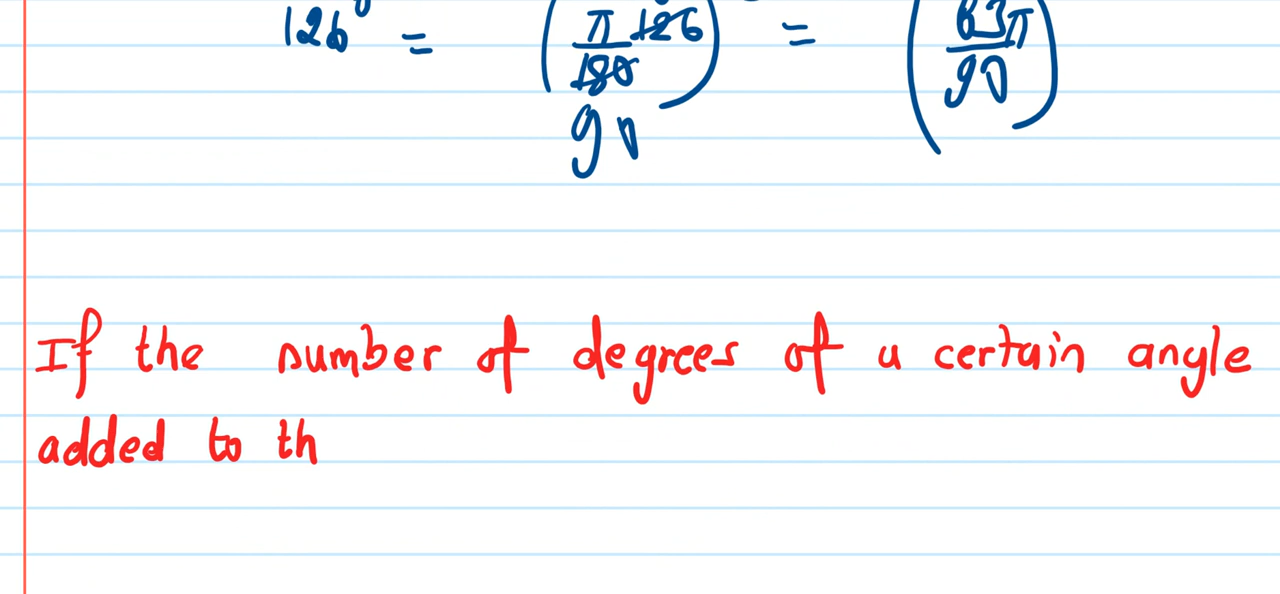 126° = (π/180 126) = (63π/90)
90
If the number of degrees of a certain angle
added to th